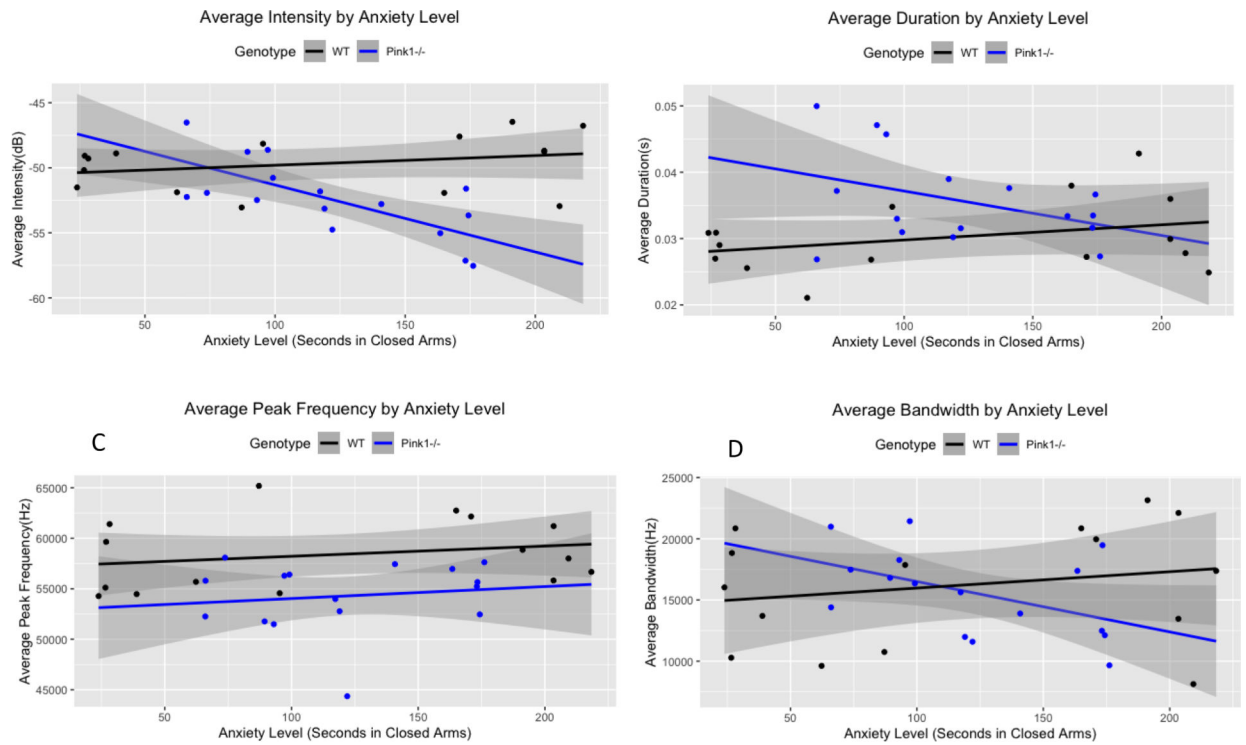 Average Intensity by Anxiety Level
Genotype WT Pink1-/-
Average Intensity(dB)
-45
-50
-55
-60
50 100 150 200
Anxiety Level (Seconds in Closed Arms)
Average Duration by Anxiety Level
Genotype WT Pink1-/-
Average Duration(s)
0.05
0.04
0.03
0.02
50 100 150 200
Anxiety Level (Seconds in Closed Arms)
Average Peak Frequency by Anxiety Level
C
Genotype WT Pink1-/-
Average Peak Frequency(Hz)
65000
60000
55000
50000
45000
50 100 150 200
Anxiety Level (Seconds in Closed Arms)
Average Bandwidth by Anxiety Level
D
Genotype WT Pink1-/-
Average Bandwidth(Hz)
25000
20000
15000
10000
50 100 150 200
Anxiety Level (Seconds in Closed Arms)